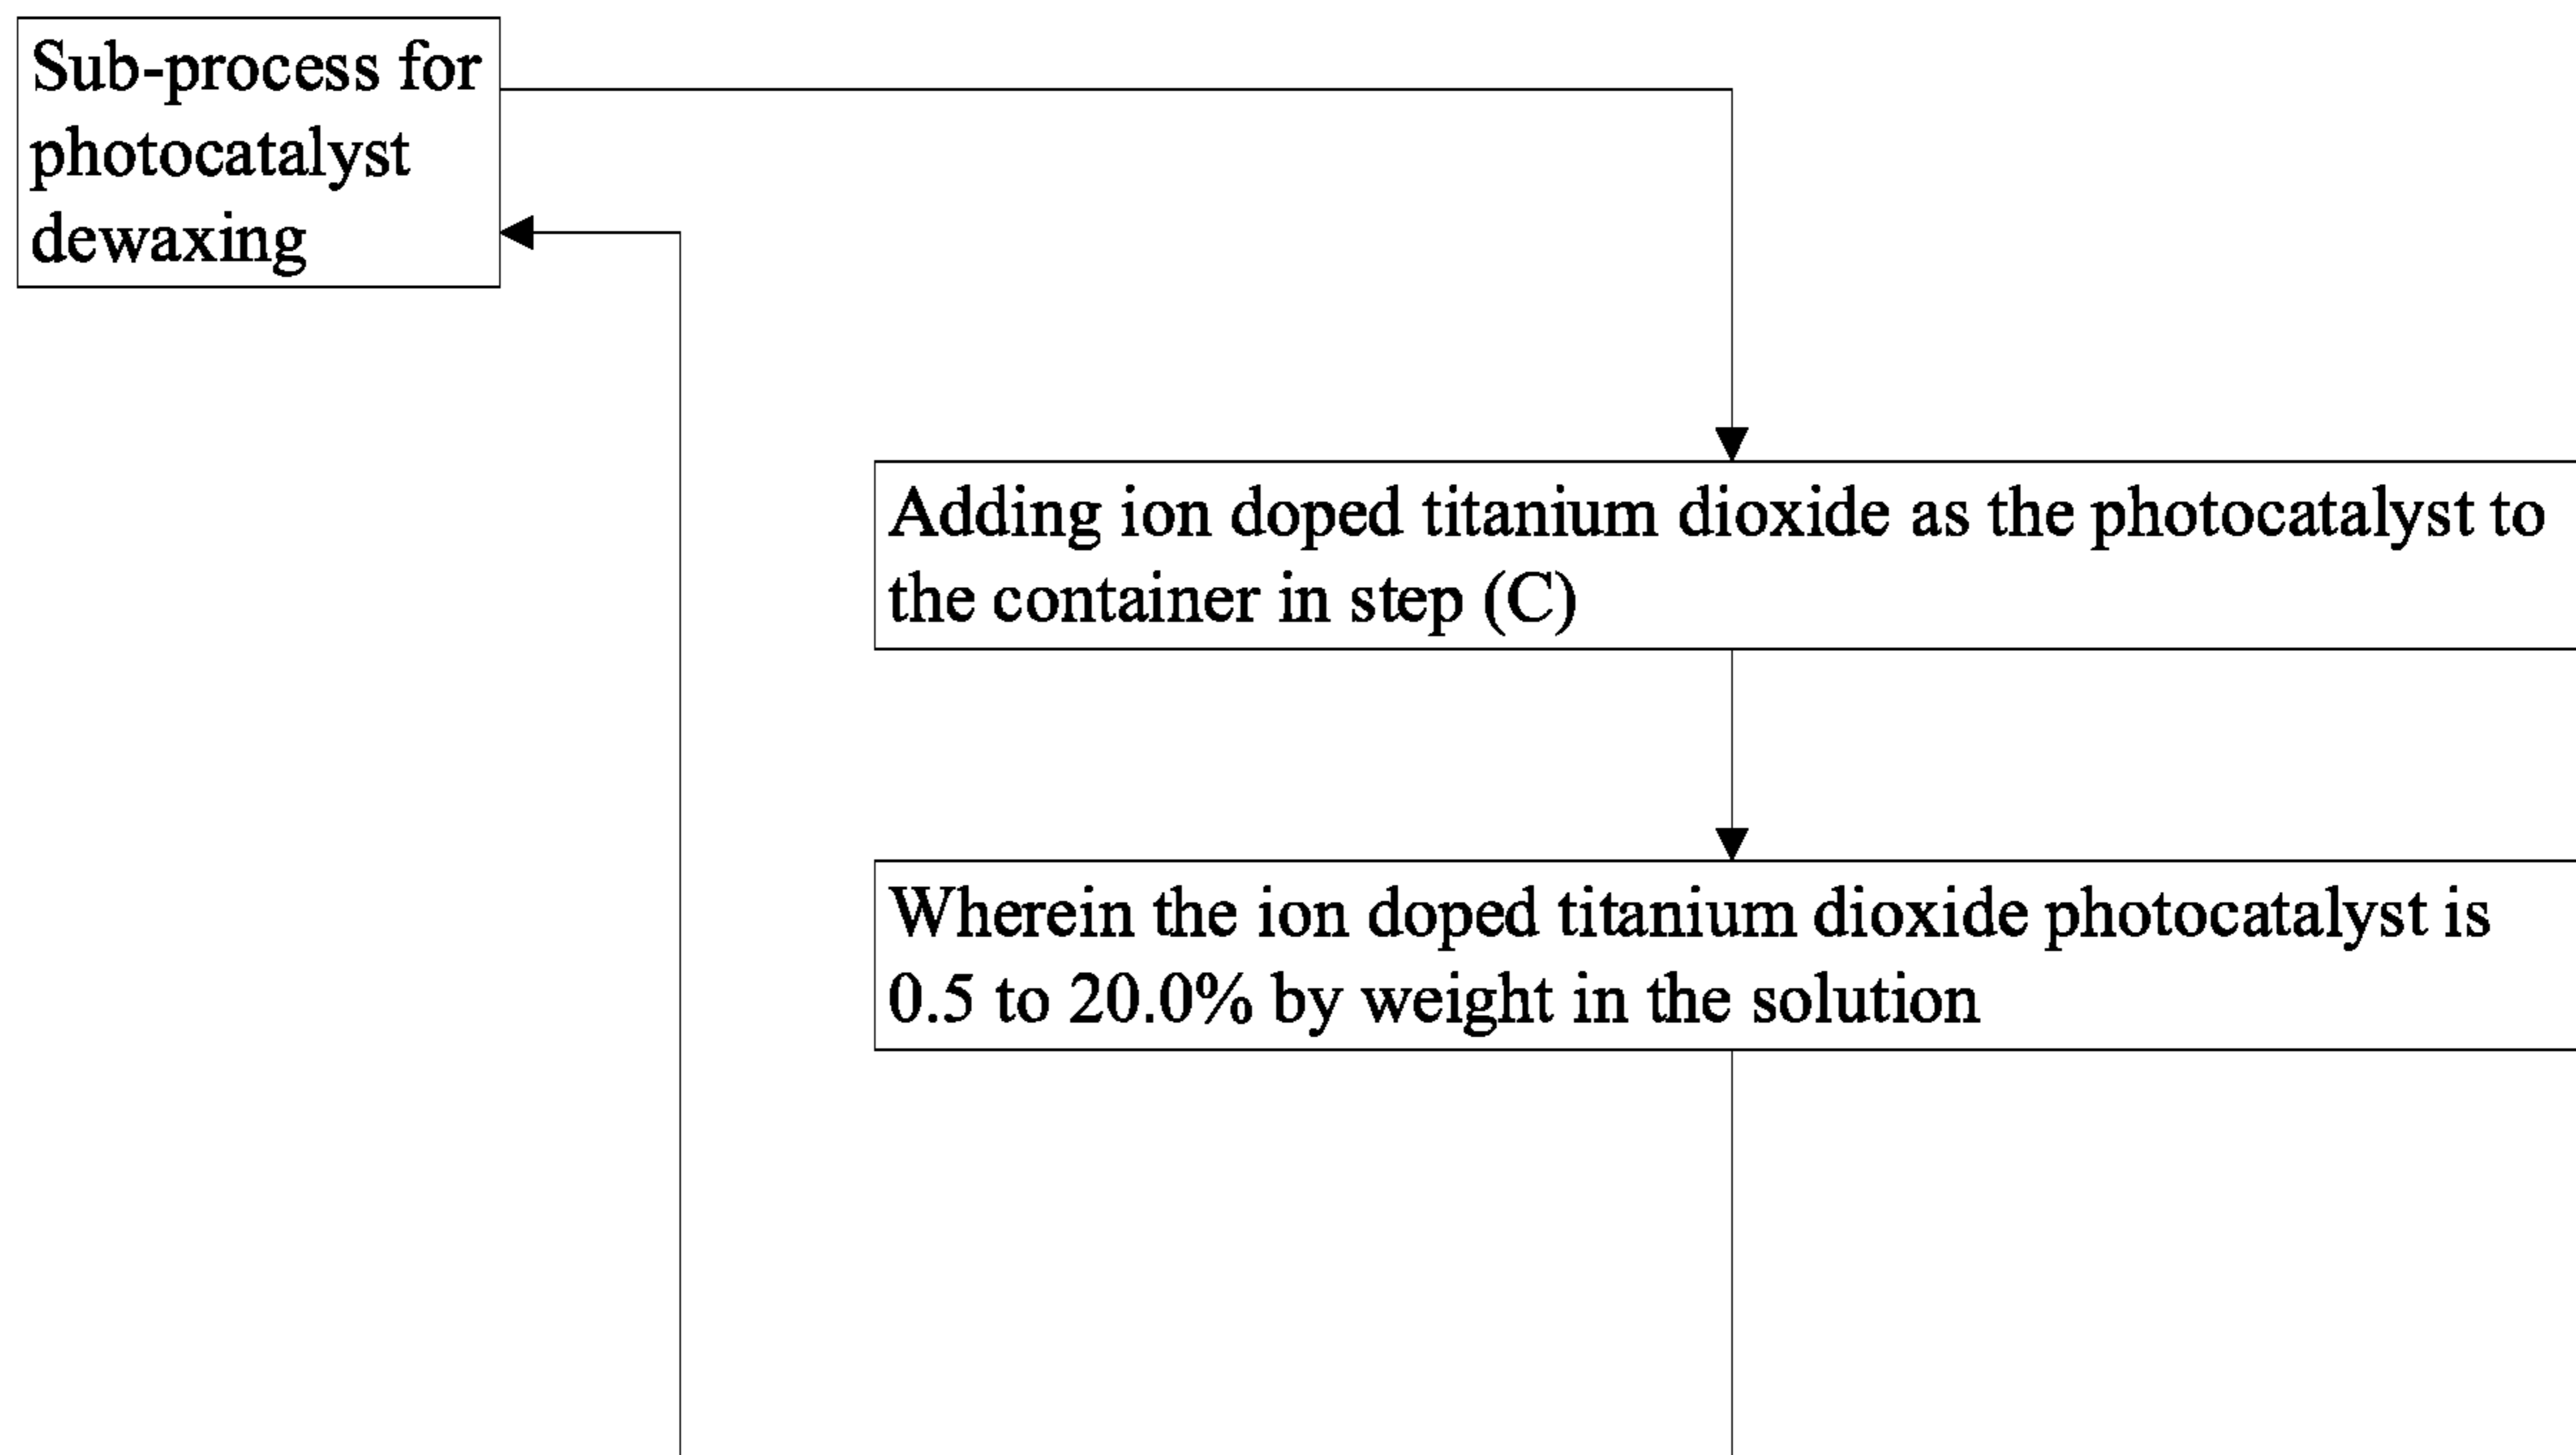 Sub-process for
photocatalyst
dewaxing
Adding ion doped titanium dioxide as the photocatalyst to
the container in step (C)
Wherein the ion doped titanium dioxide photocatalyst is
0.5 to 20.0% by weight in the solution